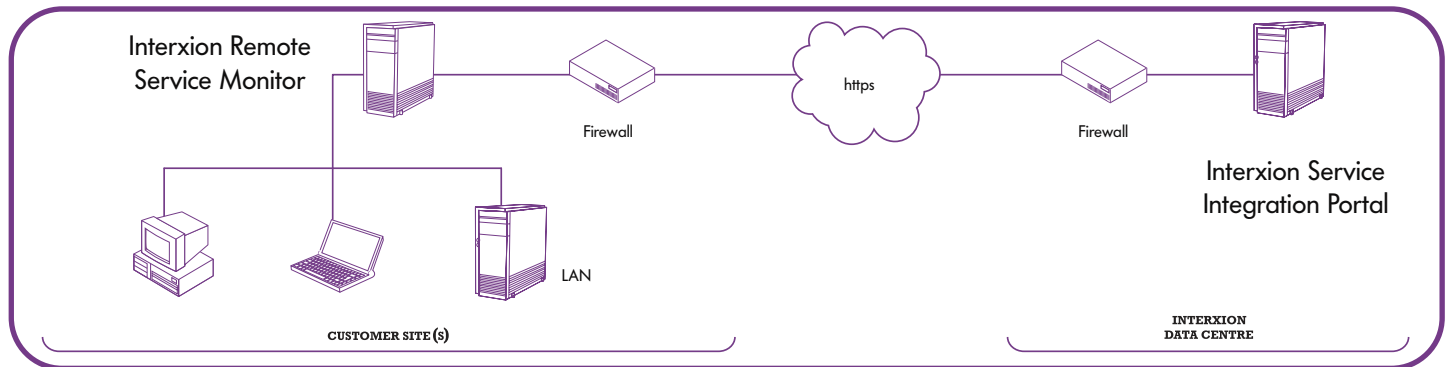 Interxion Remote
Service Monitor
Firewall
https
Firewall
Interxion Service
Integration Portal
LAN
CUSTOMER SITE(S)
INTERXION
DATA CENTRE